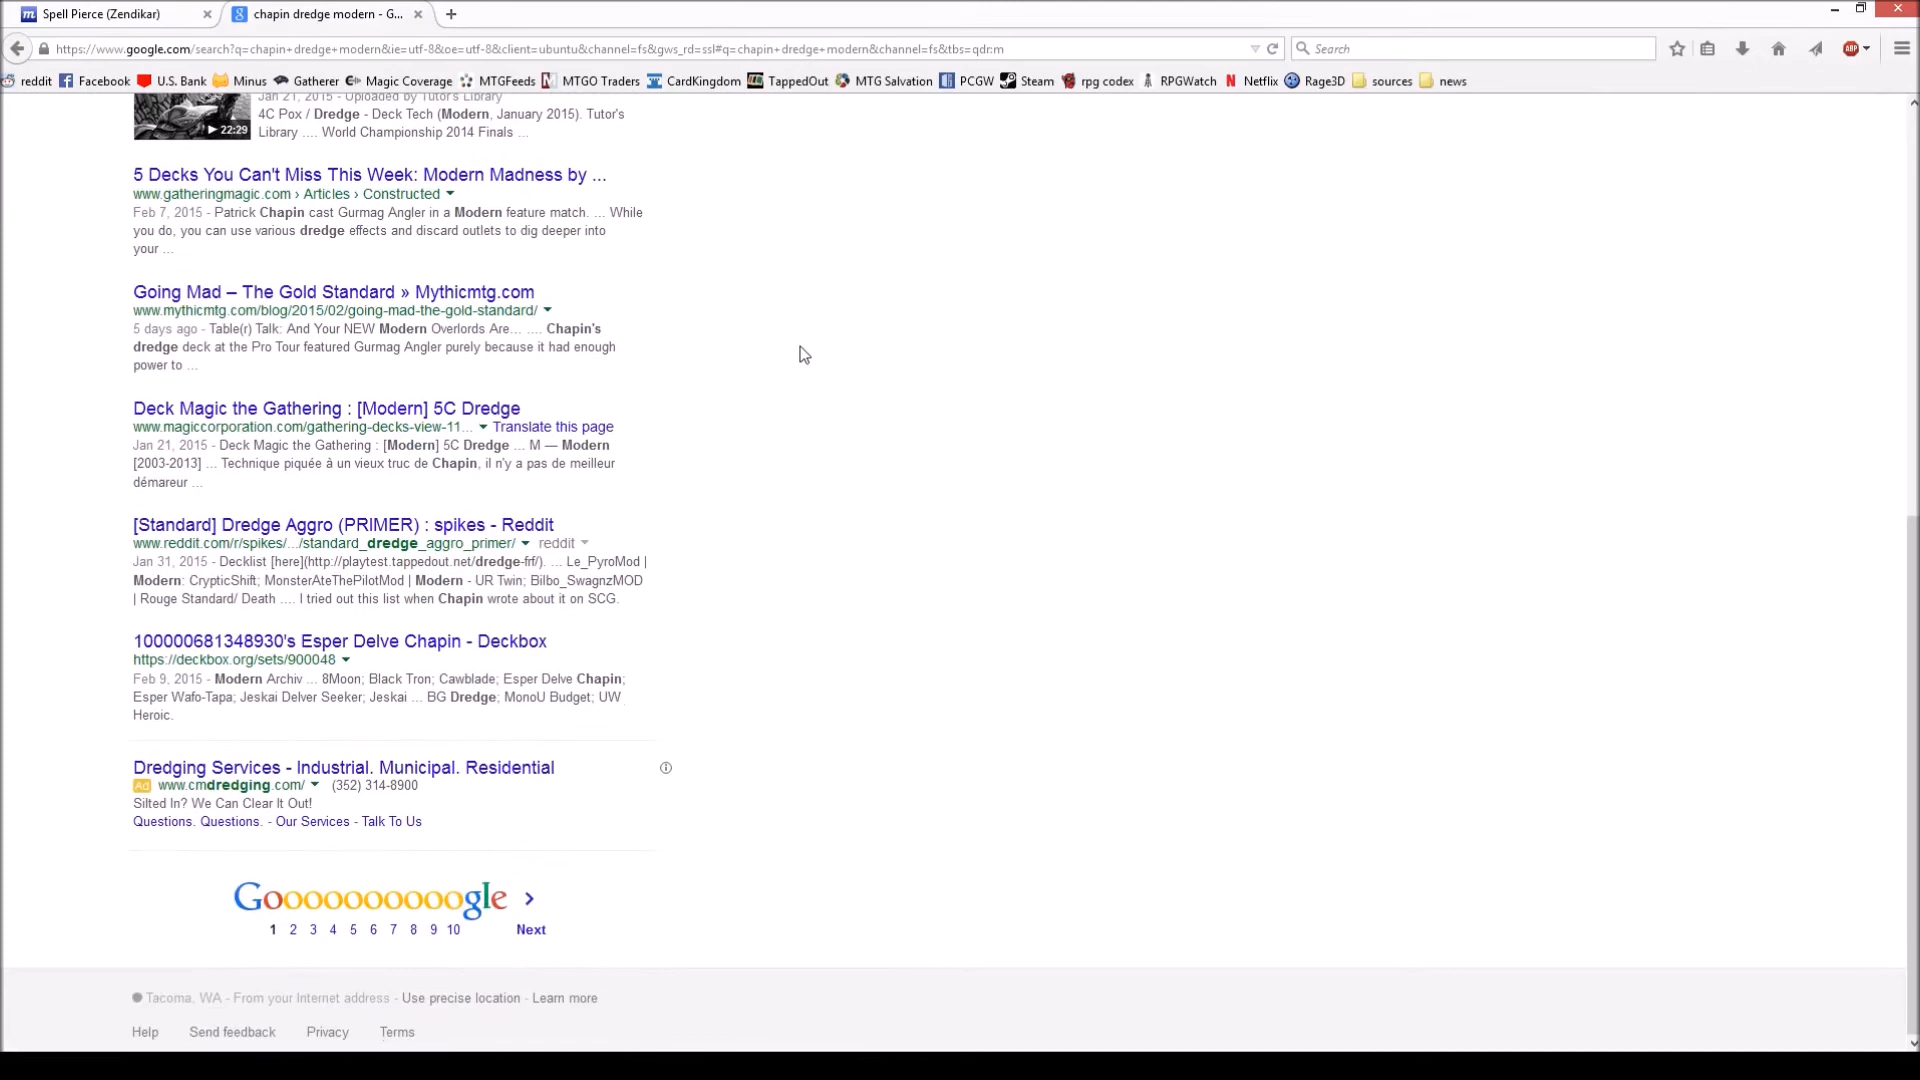 Spell Pierce (Zendikar)
chapin dredge modern - G...
https://www.google.com/search?q=chapin+dredge+modern&ie=utf-8&oe=utf-8&client=ubuntu&channel=fs&gws_rd=ssl#q=chapin+dredge+modern&channel=fs&tbs=qdr:m
Search
ABP
reddit Facebook U.S. Bank Minus Gatherer Magic Coverage MTGFeeds MTGO Traders CardKingdom TappedOut MTG Salvation PCGW Steam rpg codex RPGWatch Netflix Rage3D sources news
Jan 21, 2015 - Uploaded by Tutor's Library
22:29
4C Pox / Dredge - Deck Tech (Modern, January 2015). Tutor's
Library .... World Championship 2014 Finals ...
5 Decks You Can't Miss This Week: Modern Madness by ...
www.gatheringmagic.com › Articles › Constructed
Feb 7, 2015 - Patrick Chapin cast Gurmag Angler in a Modern feature match. ... While
you do, you can use various dredge effects and discard outlets to dig deeper into
your ...
Going Mad – The Gold Standard » Mythicmtg.com
www.mythicmtg.com/blog/2015/02/going-mad-the-gold-standard/
5 days ago - Table(r) Talk: And Your NEW Modern Overlords Are... .... Chapin's
dredge deck at the Pro Tour featured Gurmag Angler purely because it had enough
power to ...
Deck Magic the Gathering : [Modern] 5C Dredge
www.magiccorporation.com/gathering-decks-view-11... Translate this page
Jan 21, 2015 - Deck Magic the Gathering : [Modern] 5C Dredge ... M — Modern
[2003-2013] ... Technique piquée à un vieux truc de Chapin, il n'y a pas de meilleur
démareur ...
[Standard] Dredge Aggro (PRIMER) : spikes - Reddit
www.reddit.com/r/spikes/.../standard_dredge_aggro_primer/ reddit
Jan 31, 2015 - Decklist [here](http://playtest.tappedout.net/dredge-frf/). ... Le_PyroMod |
Modern: CrypticShift; MonsterAteThePilotMod | Modern - UR Twin; Bilbo_SwagnzMOD
| Rouge Standard/ Death .... I tried out this list when Chapin wrote about it on SCG.
100000681348930's Esper Delve Chapin - Deckbox
https://deckbox.org/sets/900048
Feb 9, 2015 - Modern Archiv ... 8Moon; Black Tron; Cawblade; Esper Delve Chapin;
Esper Wafo-Tapa; Jeskai Delver Seeker; Jeskai ... BG Dredge; MonoU Budget; UW
Heroic.
Dredging Services - Industrial. Municipal. Residential
Ad www.cmdredging.com/ (352) 314-8900
Silted In? We Can Clear It Out!
Questions. Questions. - Our Services - Talk To Us
Goooooooooogle
1 2 3 4 5 6 7 8 9 10 Next
Tacoma, WA - From your Internet address - Use precise location - Learn more
Help Send feedback Privacy Terms